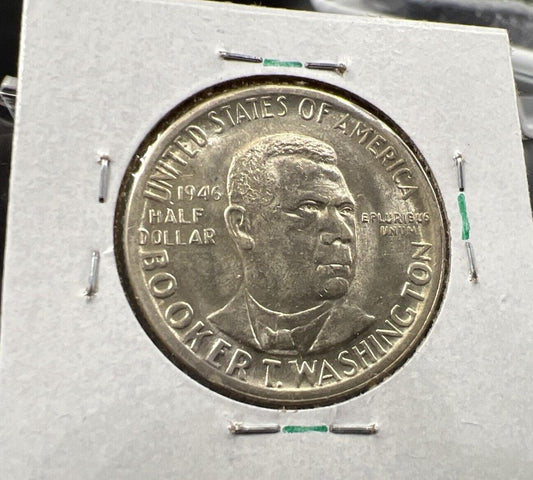 UNITED STATES OF AMERICA
1946
HALF
DOLLAR
E PLURIBUS
UNUM
BOOKER T. WASHINGTON